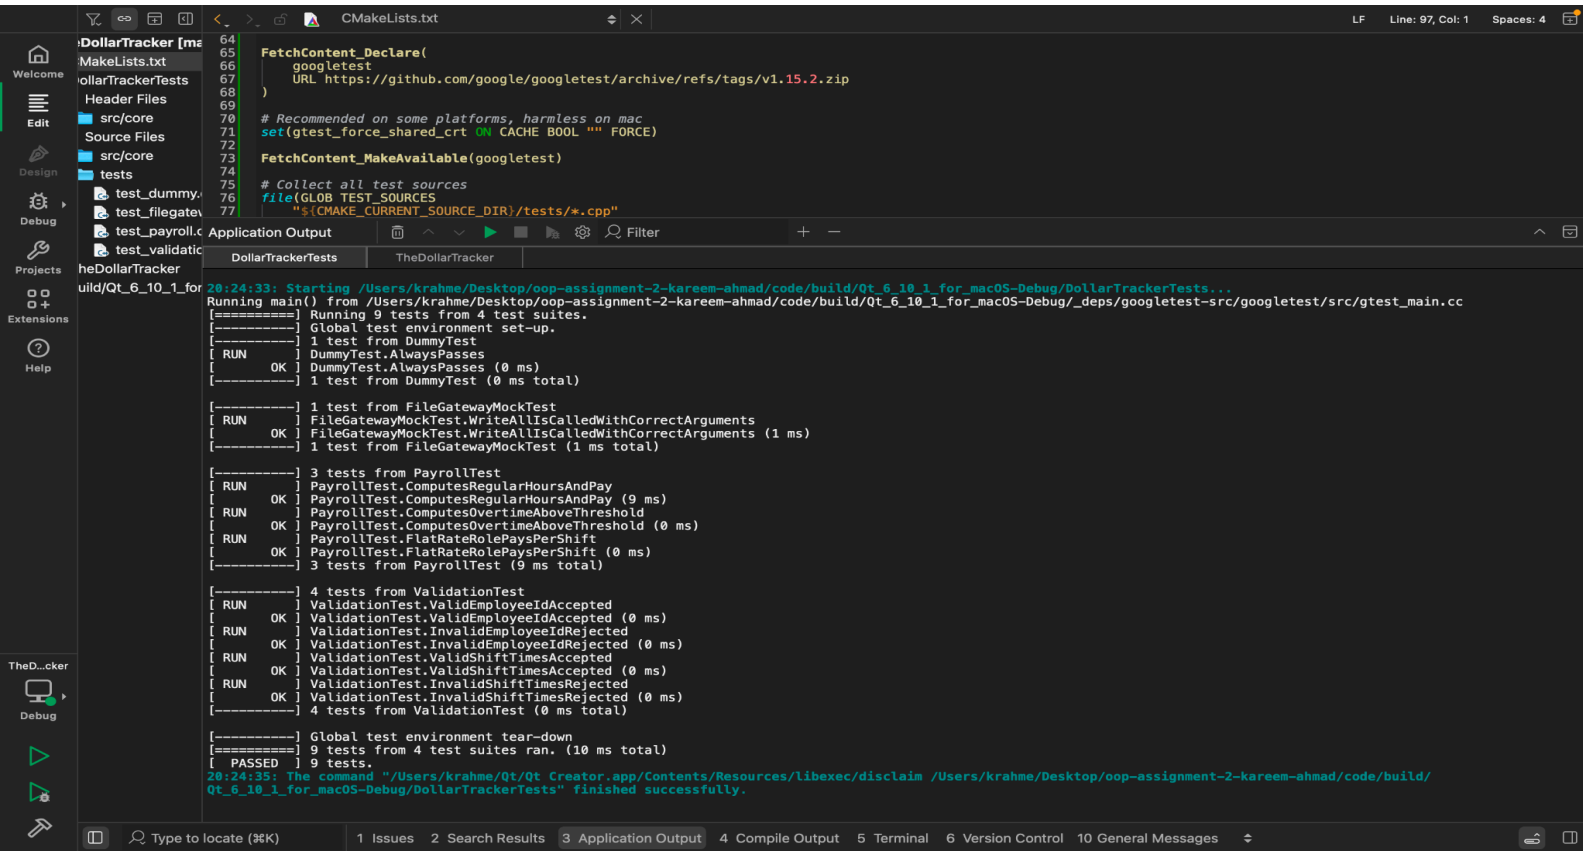 CMakeLists.txt
LF Line: 97, Col: 1 Spaces: 4
Welcome
Edit
Design
Debug
Projects
Extensions
Help
TheD...cker
Debug
DollarTracker [ma
MakeLists.txt
ollarTrackerTests
Header Files
src/core
Source Files
src/core
tests
test_dummy.
test_filegatew
test_payroll.c
test_validatio
heDollarTracker
uild/Qt_6_10_1_for
64
65 FetchContent_Declare(
66 googletest
67 URL https://github.com/google/googletest/archive/refs/tags/v1.15.2.zip
68 )
69
70 # Recommended on some platforms, harmless on mac
71 set(gtest_force_shared_crt ON CACHE BOOL "" FORCE)
72
73 FetchContent_MakeAvailable(googletest)
74
75 # Collect all test sources
76 file(GLOB TEST_SOURCES
77 "${CMAKE_CURRENT_SOURCE_DIR}/tests/*.cpp"
Application Output Filter
DollarTrackerTests TheDollarTracker
20:24:33: Starting /Users/krahme/Desktop/oop-assignment-2-kareem-ahmad/code/build/Qt_6_10_1_for_macOS-Debug/DollarTrackerTests...
Running main() from /Users/krahme/Desktop/oop-assignment-2-kareem-ahmad/code/build/Qt_6_10_1_for_macOS-Debug/_deps/googletest-src/googletest/src/gtest_main.cc
[==========] Running 9 tests from 4 test suites.
[----------] Global test environment set-up.
[----------] 1 test from DummyTest
[ RUN      ] DummyTest.AlwaysPasses
[       OK ] DummyTest.AlwaysPasses (0 ms)
[----------] 1 test from DummyTest (0 ms total)
[----------] 1 test from FileGatewayMockTest
[ RUN      ] FileGatewayMockTest.WriteAllIsCalledWithCorrectArguments
[       OK ] FileGatewayMockTest.WriteAllIsCalledWithCorrectArguments (1 ms)
[----------] 1 test from FileGatewayMockTest (1 ms total)
[----------] 3 tests from PayrollTest
[ RUN      ] PayrollTest.ComputesRegularHoursAndPay
[       OK ] PayrollTest.ComputesRegularHoursAndPay (9 ms)
[ RUN      ] PayrollTest.ComputesOvertimeAboveThreshold
[       OK ] PayrollTest.ComputesOvertimeAboveThreshold (0 ms)
[ RUN      ] PayrollTest.FlatRateRolePaysPerShift
[       OK ] PayrollTest.FlatRateRolePaysPerShift (0 ms)
[----------] 3 tests from PayrollTest (9 ms total)
[----------] 4 tests from ValidationTest
[ RUN      ] ValidationTest.ValidEmployeeIdAccepted
[       OK ] ValidationTest.ValidEmployeeIdAccepted (0 ms)
[ RUN      ] ValidationTest.InvalidEmployeeIdRejected
[       OK ] ValidationTest.InvalidEmployeeIdRejected (0 ms)
[ RUN      ] ValidationTest.ValidShiftTimesAccepted
[       OK ] ValidationTest.ValidShiftTimesAccepted (0 ms)
[ RUN      ] ValidationTest.InvalidShiftTimesRejected
[       OK ] ValidationTest.InvalidShiftTimesRejected (0 ms)
[----------] 4 tests from ValidationTest (0 ms total)
[----------] Global test environment tear-down
[==========] 9 tests from 4 test suites ran. (10 ms total)
[  PASSED  ] 9 tests.
20:24:35: The command "/Users/krahme/Qt/Qt Creator.app/Contents/Resources/libexec/disclaim /Users/krahme/Desktop/oop-assignment-2-kareem-ahmad/code/build/
Qt_6_10_1_for_macOS-Debug/DollarTrackerTests" finished successfully.
Type to locate (⌘K) 1 Issues 2 Search Results 3 Application Output 4 Compile Output 5 Terminal 6 Version Control 10 General Messages